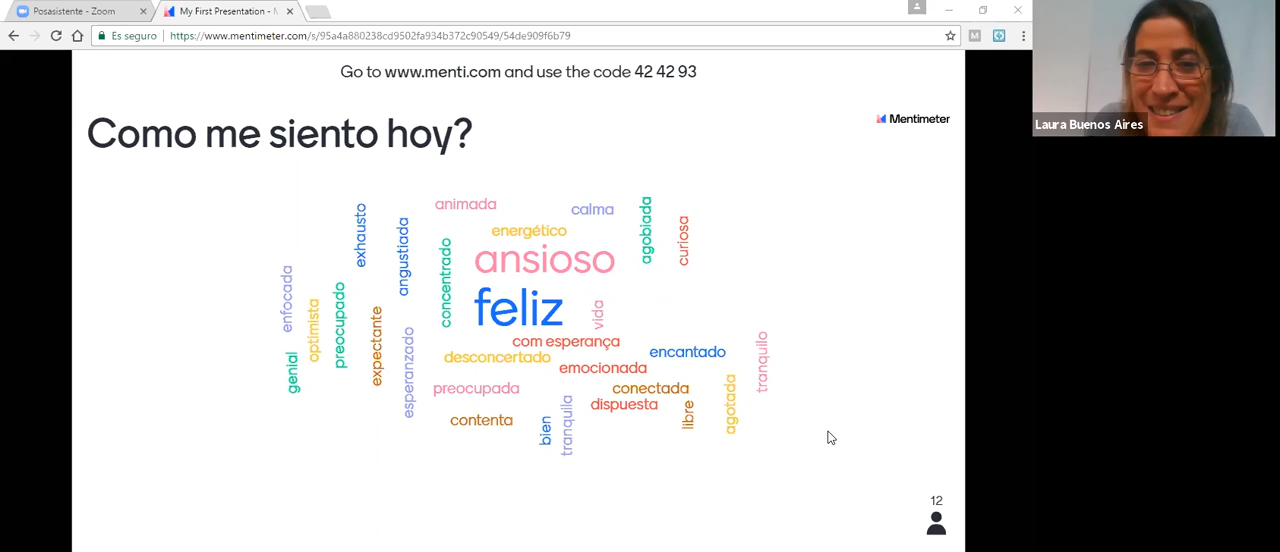 Posasistente - Zoom
My First Presentation - M
Es seguro
https://www.mentimeter.com/s/95a4a880238cd9502fa934b372c90549/54de909f6b79
Laura Buenos Aires
Go to www.menti.com and use the code 42 42 93
Mentimeter
Como me siento hoy?
animada
calma
agobiada
exhausto
angustiada
energético
curiosa
concentrado
ansioso
enfocada
optimista
preocupado
feliz
vida
expectante
com esperança
esperanzado
desconcertado
encantado
tranquilo
genial
emocionada
preocupada
conectada
dispuesta
libre
agotada
contenta
bien
tranquila
12